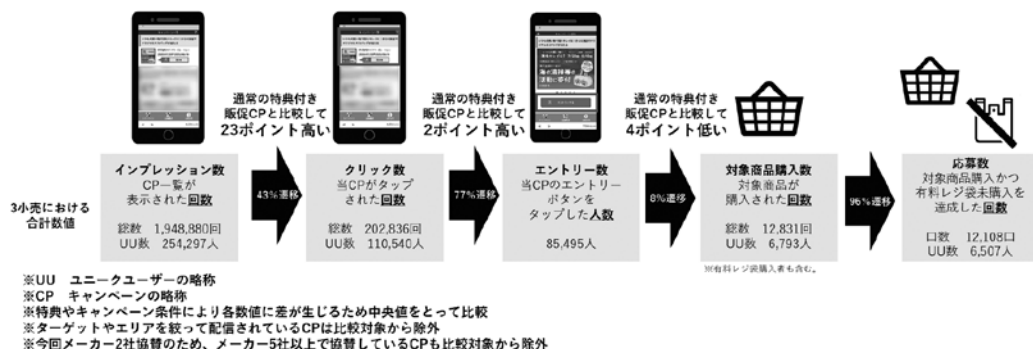 通常の特典付き
販促CPと比較して
23ポイント高い
通常の特典付き
販促CPと比較して
2ポイント高い
通常の特典付き
販促CPと比較して
4ポイント低い
3小売における
合計数値
インプレッション数
CP一覧が
表示された回数
総数 1,948,880回
UU数 254,297人
43%遷移
クリック数
当CPがタップ
された回数
総数 202,836回
UU数 110,540人
77%遷移
エントリー数
当CPのエントリー
ボタンを
タップした人数
85,495人
8%遷移
対象商品購入数
対象商品が
購入された回数
総数 12,831回
UU数 6,793人
※有料レジ袋購入者も含む。
96%遷移
応募数
対象商品購入かつ
有料レジ袋未購入を
達成した回数
口数 12,108口
UU数 6,507人
※UU ユニークユーザーの略称
※CP キャンペーンの略称
※特典やキャンペーン条件により各数値に差が生じるため中央値をとって比較
※ターゲットやエリアを絞って配信されているCPは比較対象から除外
※今回メーカー2社協賛のため、メーカー5社以上で協賛しているCPも比較対象から除外